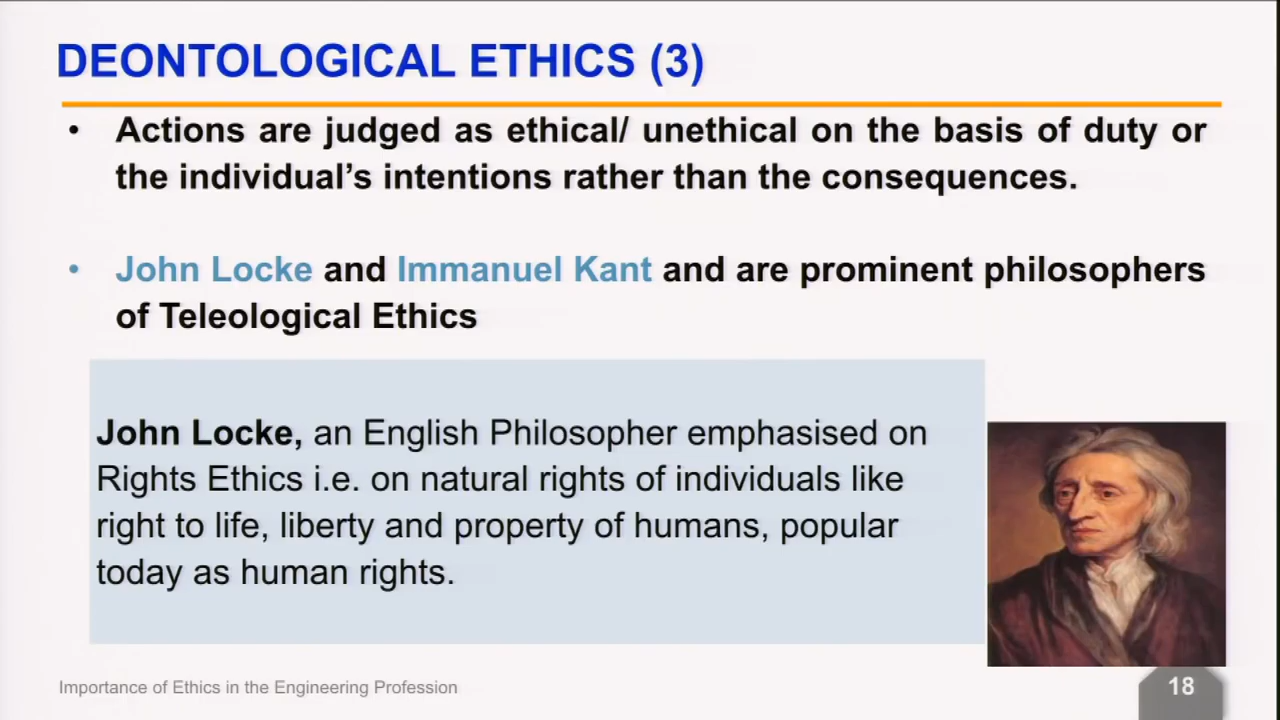 DEONTOLOGICAL ETHICS (3)
• Actions are judged as ethical/ unethical on the basis of duty or
the individual's intentions rather than the consequences.
• John Locke and Immanuel Kant and are prominent philosophers
of Teleological Ethics
John Locke, an English Philosopher emphasised on
Rights Ethics i.e. on natural rights of individuals like
right to life, liberty and property of humans, popular
today as human rights.
Importance of Ethics in the Engineering Profession
18